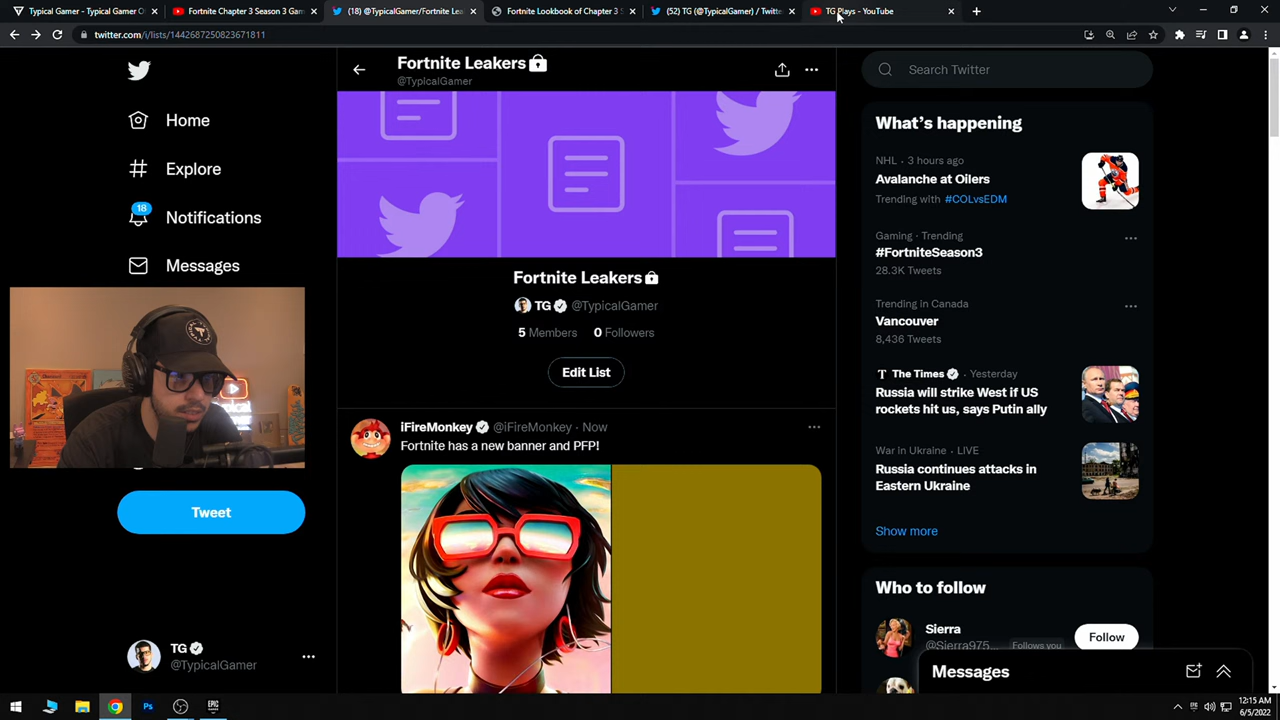 Typical Gamer - Typical Gamer O
Fortnite Chapter 3 Season 3 Gam
(18) @TypicalGamer/Fortnite Lea
Fortnite Lookbook of Chapter 3 S
(52) TG (@TypicalGamer) / Twitte
TG Plays - YouTube
twitter.com/i/lists/1442687250823671811
Home
Explore
18
Notifications
Messages
Tweet
TG
@TypicalGamer
Fortnite Leakers
@TypicalGamer
Fortnite Leakers
TG @TypicalGamer
5 Members 0 Followers
Edit List
iFireMonkey @iFireMonkey · Now
Fortnite has a new banner and PFP!
Search Twitter
What's happening
NHL · 3 hours ago
Avalanche at Oilers
Trending with #COLvsEDM
Gaming · Trending
#FortniteSeason3
28.3K Tweets
Trending in Canada
Vancouver
8,436 Tweets
The Times · Yesterday
Russia will strike West if US
rockets hit us, says Putin ally
War in Ukraine · LIVE
Russia continues attacks in
Eastern Ukraine
Show more
Who to follow
Sierra
@Sierra975... Follows you
Follow
Messages
12:15 AM
6/5/2022